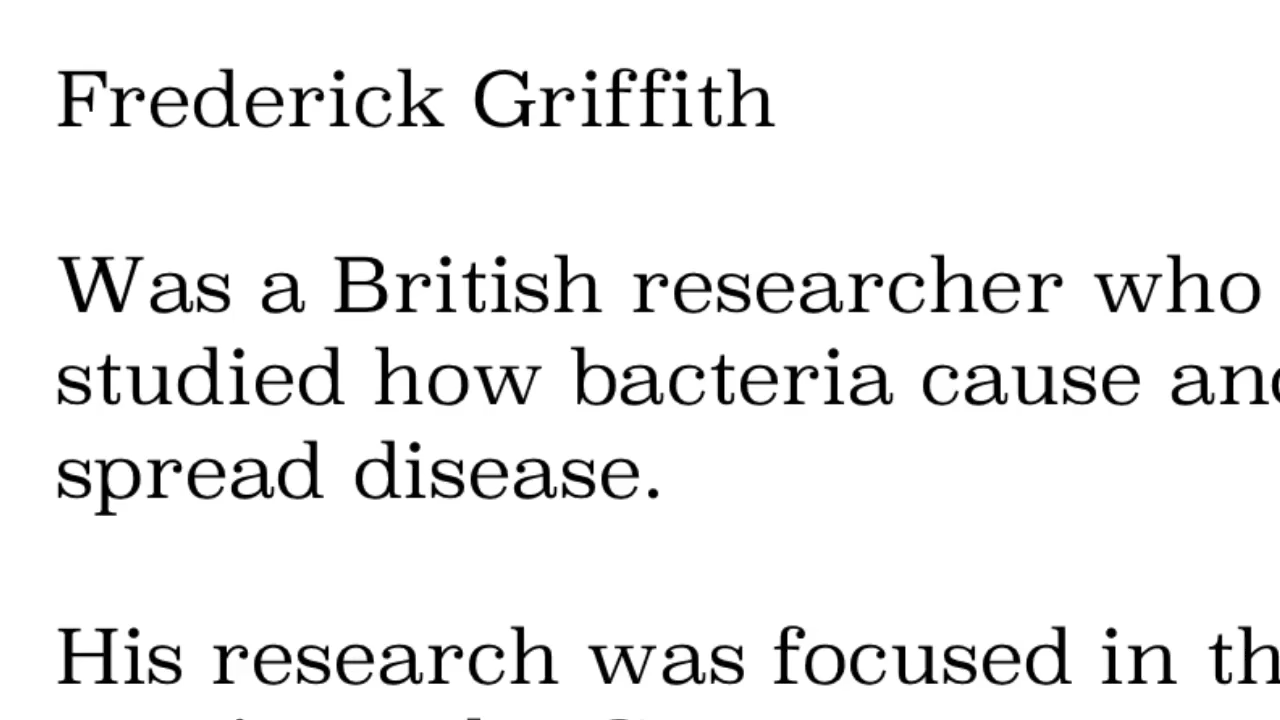 Frederick Griffith
Was a British researcher who
studied how bacteria cause
spread disease.
His research was focused in